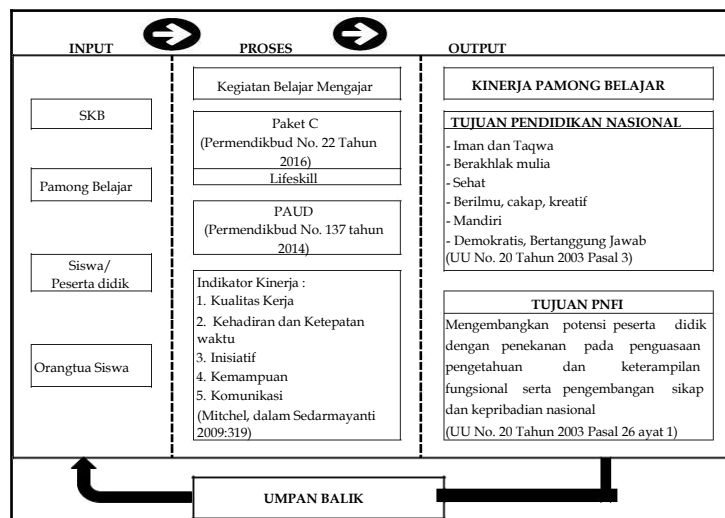 INPUT
PROSES
OUTPUT
SKB
Pamong Belajar
Siswa/
Peserta didik
Orangtua Siswa
Kegiatan Belajar Mengajar
Paket C
(Permendikbud No. 22 Tahun
2016)
Lifeskill
PAUD
(Permendikbud No. 137 tahun
2014)
Indikator Kinerja :
1. Kualitas Kerja
2. Kehadiran dan Ketepatan
waktu
3. Inisiatif
4. Kemampuan
5. Komunikasi
(Mitchel, dalam Sedarmayanti
2009:319)
KINERJA PAMONG BELAJAR
TUJUAN PENDIDIKAN NASIONAL
- Iman dan Taqwa
- Berakhlak mulia
- Sehat
- Berilmu, cakap, kreatif
- Mandiri
- Demokratis, Bertanggung Jawab
(UU No. 20 Tahun 2003 Pasal 3)
TUJUAN PNFI
Mengembangkan potensi peserta didik
dengan penekanan pada penguasaan
pengetahuan dan keterampilan
fungsional serta pengembangan sikap
dan kepribadian nasional
(UU No. 20 Tahun 2003 Pasal 26 ayat 1)
UMPAN BALIK